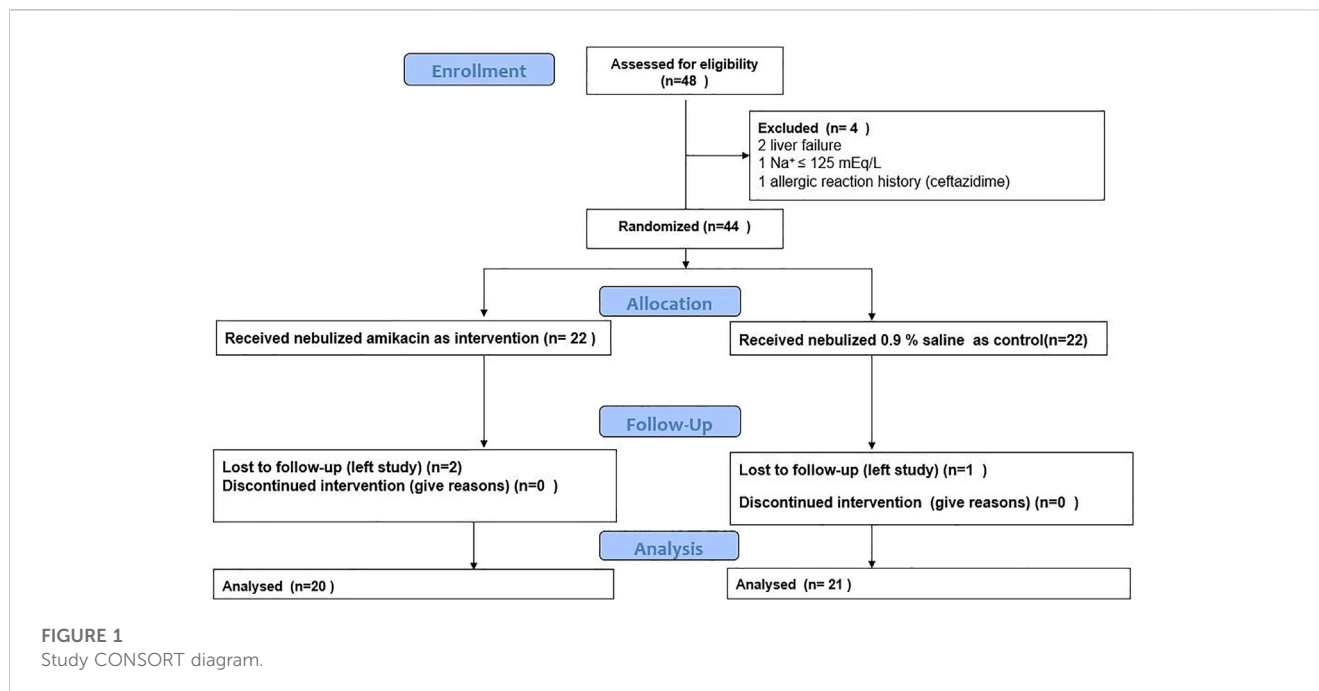 Enrollment
Assessed for eligibility
(n=48 )
Excluded (n= 4 )
2 liver failure
1 Na⁺ ≤ 125 mEq/L
1 allergic reaction history (ceftazidime)
Randomized (n=44 )
Allocation
Received nebulized amikacin as intervention (n= 22 )
Received nebulized 0.9 % saline as control(n=22)
Follow-Up
Lost to follow-up (left study) (n=2)
Discontinued intervention (give reasons) (n=0 )
Lost to follow-up (left study) (n=1 )
Discontinued intervention (give reasons) (n=0 )
Analysis
Analysed (n=20 )
Analysed (n= 21 )
FIGURE 1
Study CONSORT diagram.